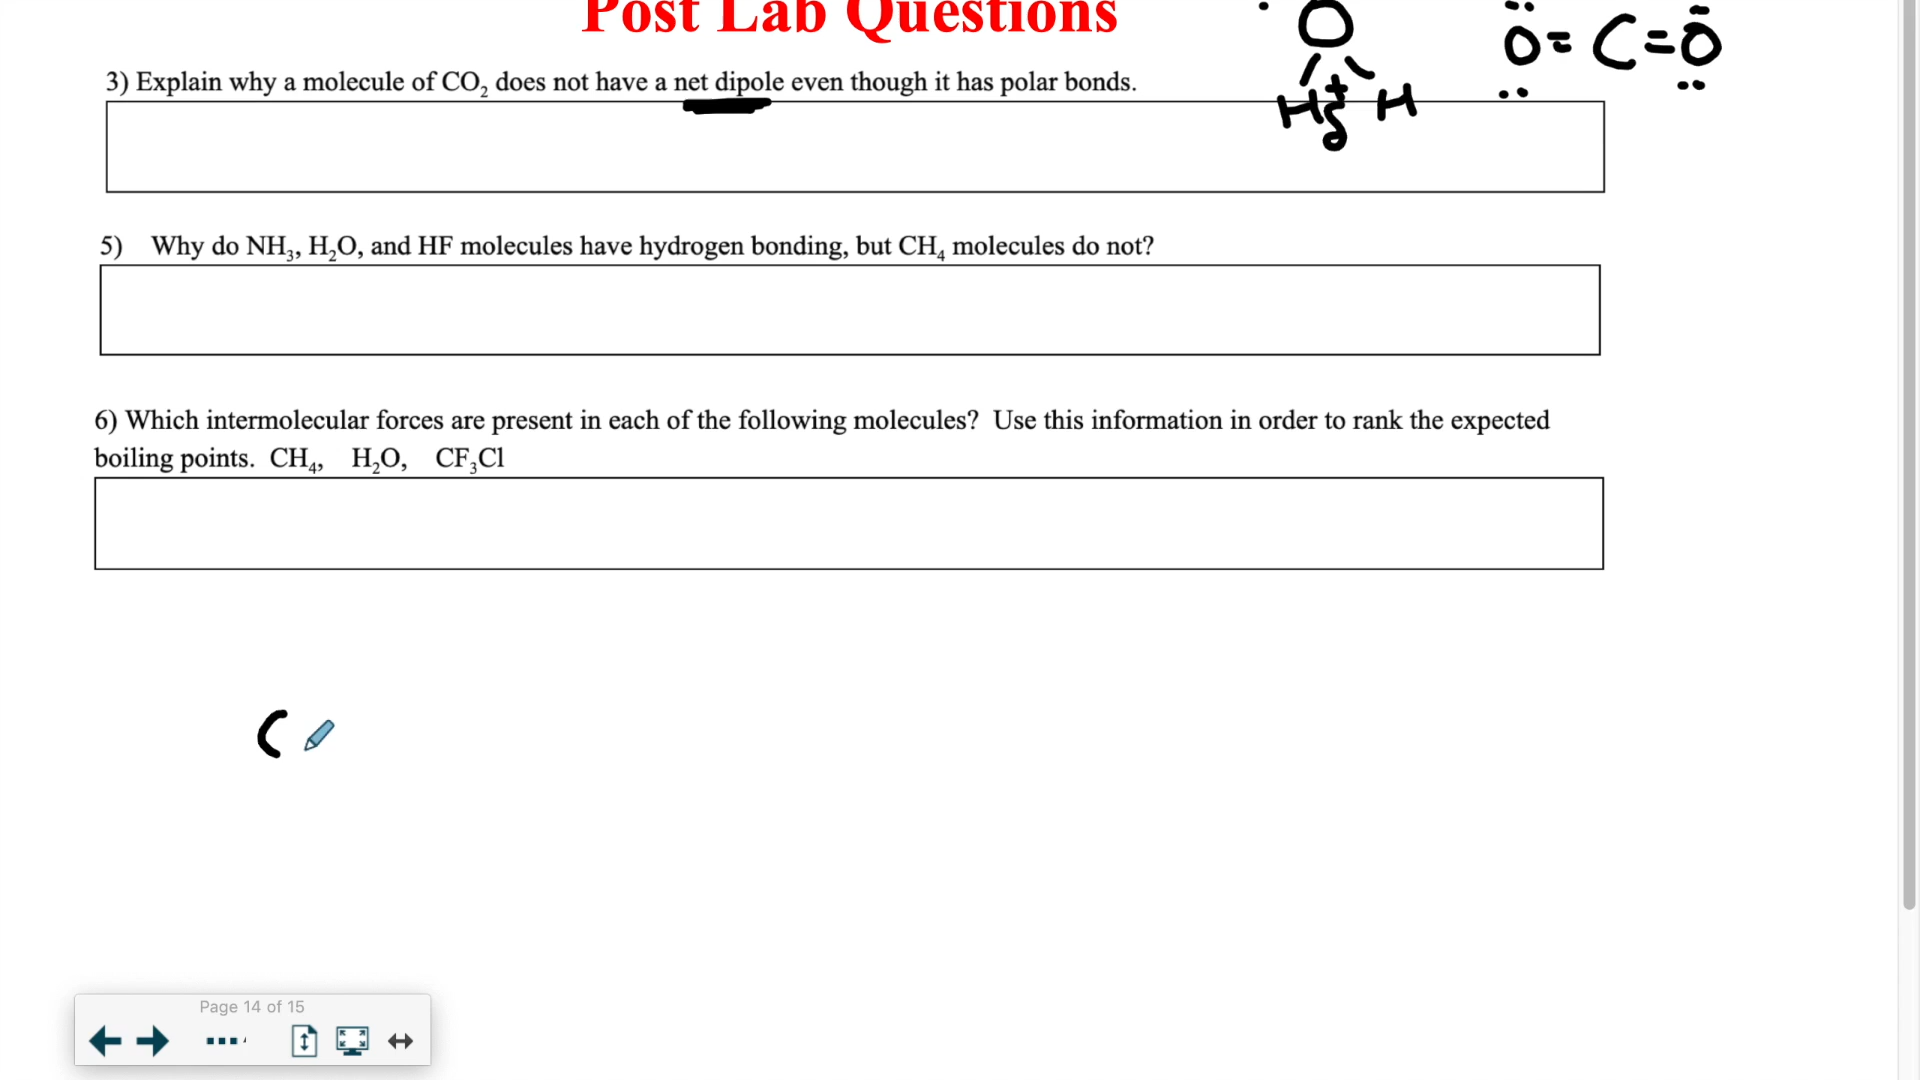 Post Lab Questions
O
Ö = C = Ö
3) Explain why a molecule of CO₂ does not have a net dipole even though it has polar bonds.
H δ+ H
5) Why do NH₃, H₂O, and HF molecules have hydrogen bonding, but CH₄ molecules do not?
6) Which intermolecular forces are present in each of the following molecules? Use this information in order to rank the expected
boiling points. CH₄, H₂O, CF₃Cl
C
Page 14 of 15